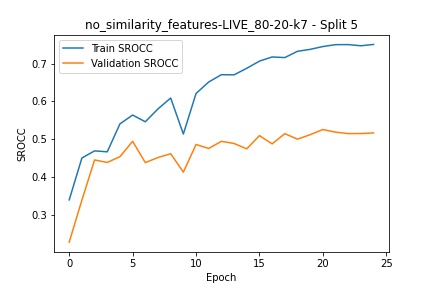 no_similarity_features-LIVE_80-20-k7 - Split 5
Train SROCC
Validation SROCC
0.7
0.6
0.5
0.4
0.3
SROCC
0 5 10 15 20 25
Epoch